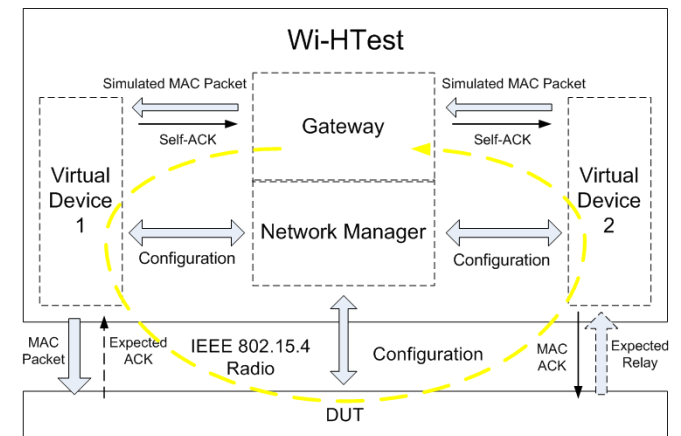 Wi-HTest
Simulated MAC Packet
Simulated MAC Packet
Gateway
Self-ACK
Self-ACK
Virtual
Device
1
Virtual
Device
2
Network Manager
Configuration
Configuration
MAC
Packet
Expected
ACK
IEEE 802.15.4
Radio
Configuration
MAC
ACK
Expected
Relay
DUT